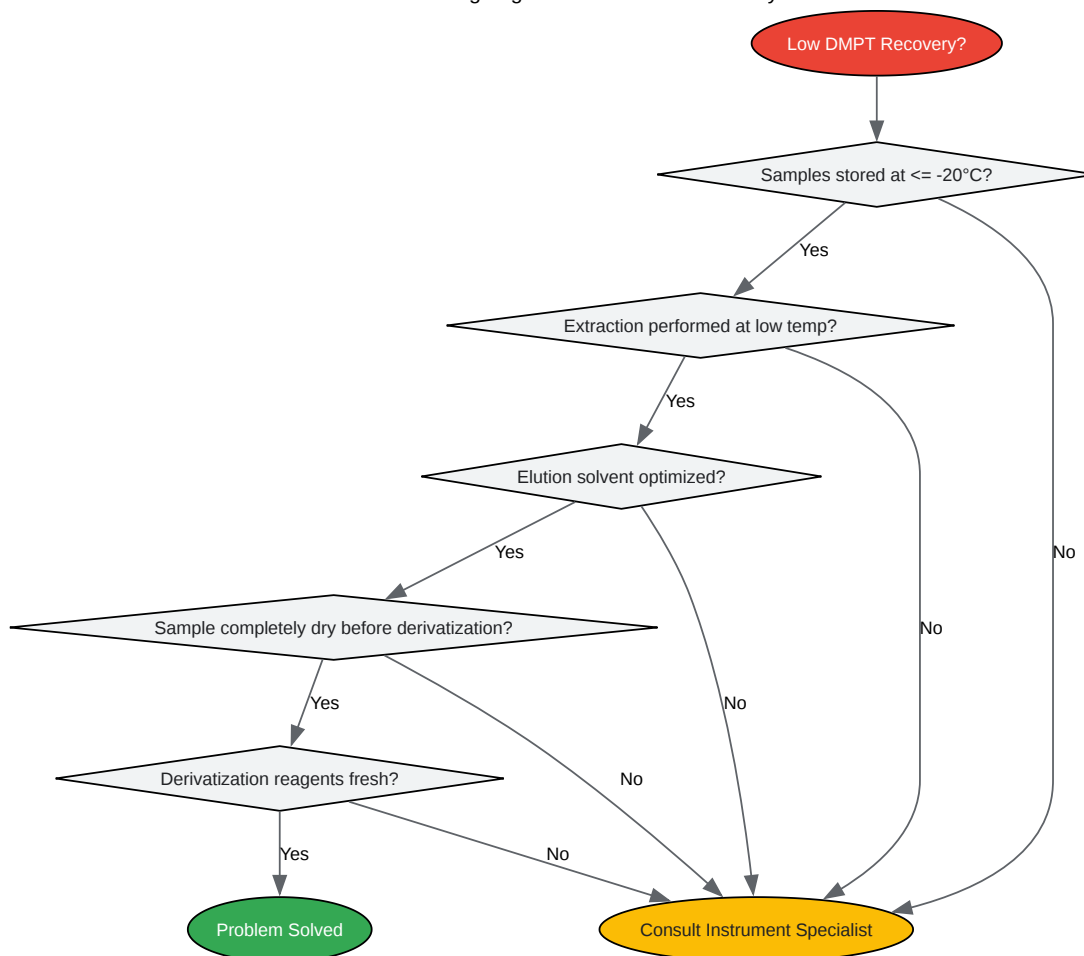 Low DMPT Recovery?
Samples stored at <= -20°C?
Yes
Extraction performed at low temp?
Yes
Elution solvent optimized?
Yes
No
Sample completely dry before derivatization?
No
Yes
No
Derivatization reagents fresh?
No
Yes
No
Problem Solved
Consult Instrument Specialist